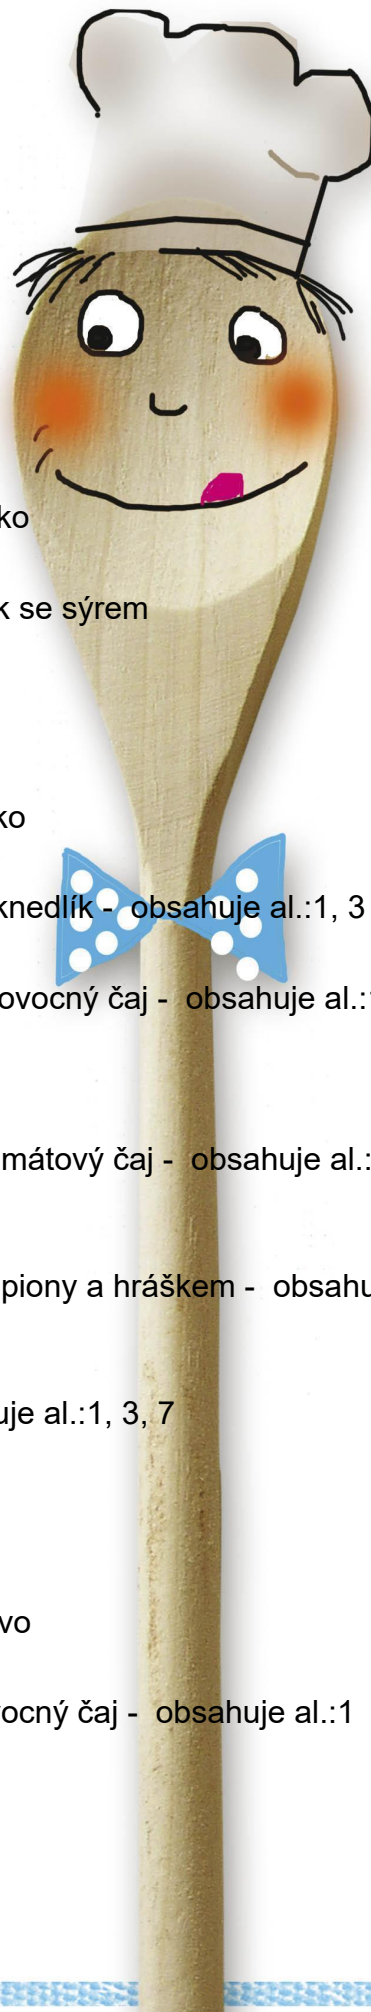 ko
k se sýrem
ko
knedlík - obsahuje al.:1, 3
ovocný čaj - obsahuje al.:
mátový čaj - obsahuje al.:
piony a hráškem - obsahu
uje al.:1, 3, 7
vo
ocný čaj - obsahuje al.:1